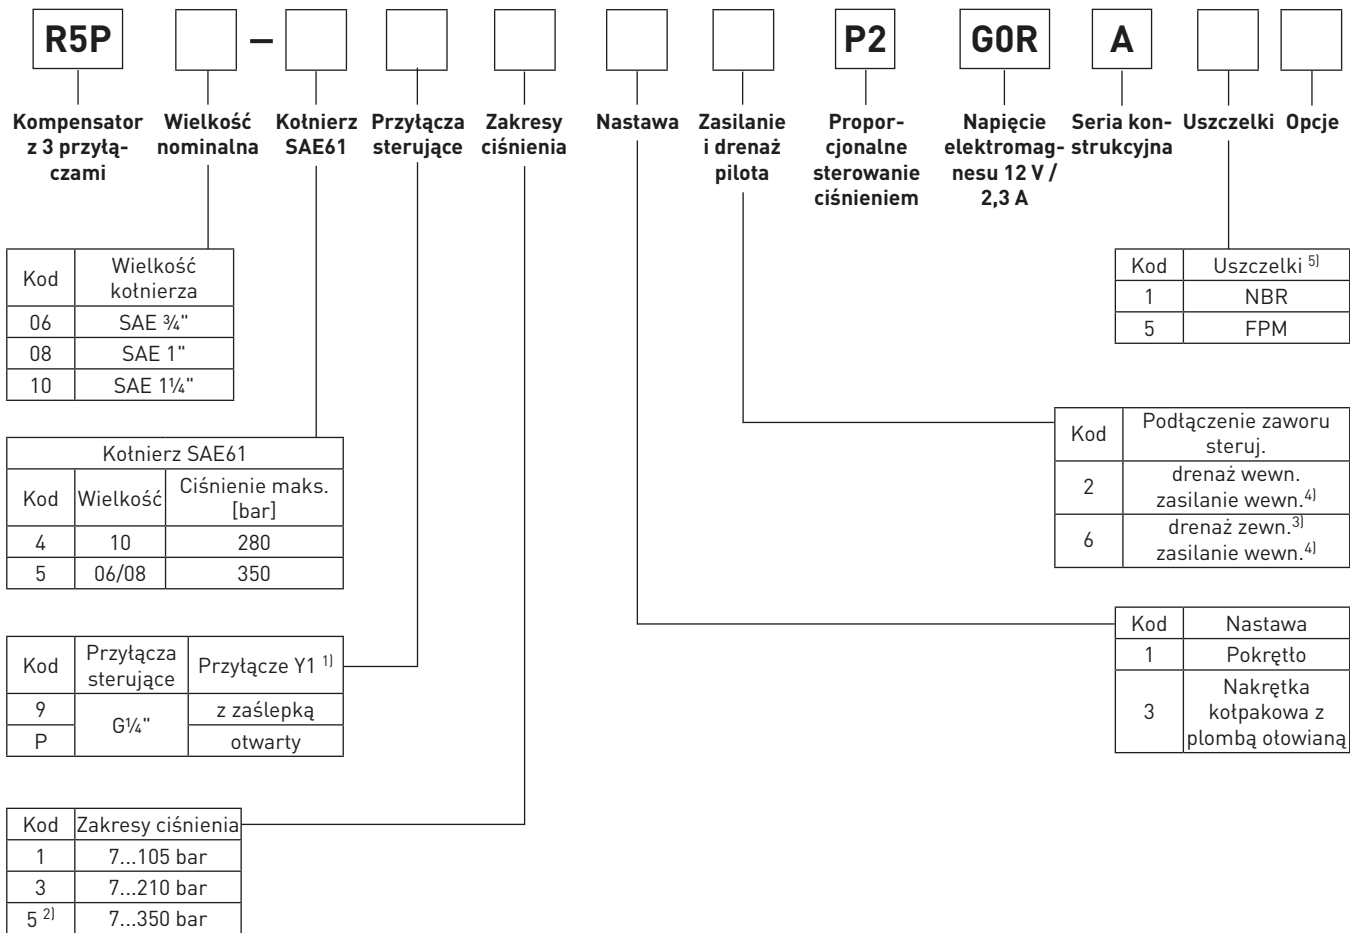 R5P – P2 G0R A
Kompensator z 3 przyłą-czami
Wielkość nominalna
Kołnierz SAE61
Przyłącza sterujące
Zakresy ciśnienia
Nastawa
Zasilanie i drenaż pilota
Propor-cjonalne sterowanie ciśnieniem
Napięcie elektromag-nesu 12 V / 2,3 A
Seria kon-strukcyjna
Uszczelki
Opcje
Kod Wielkość kołnierza
06 SAE ¾"
08 SAE 1"
10 SAE 1¼"
Kołnierz SAE61
Kod Wielkość Ciśnienie maks. [bar]
4 10 280
5 06/08 350
Kod Przyłącza sterujące Przyłącze Y1 1)
9 G¼" z zaślepką
P otwarty
Kod Zakresy ciśnienia
1 7...105 bar
3 7...210 bar
5 2) 7...350 bar
Kod Uszczelki 5)
1 NBR
5 FPM
Kod Podłączenie zaworu steruj.
2 drenaż wewn. zasilanie wewn.4)
6 drenaż zewn.3) zasilanie wewn.4)
Kod Nastawa
1 Pokrętło
3 Nakrętka kołpakowa z plombą ołowianą